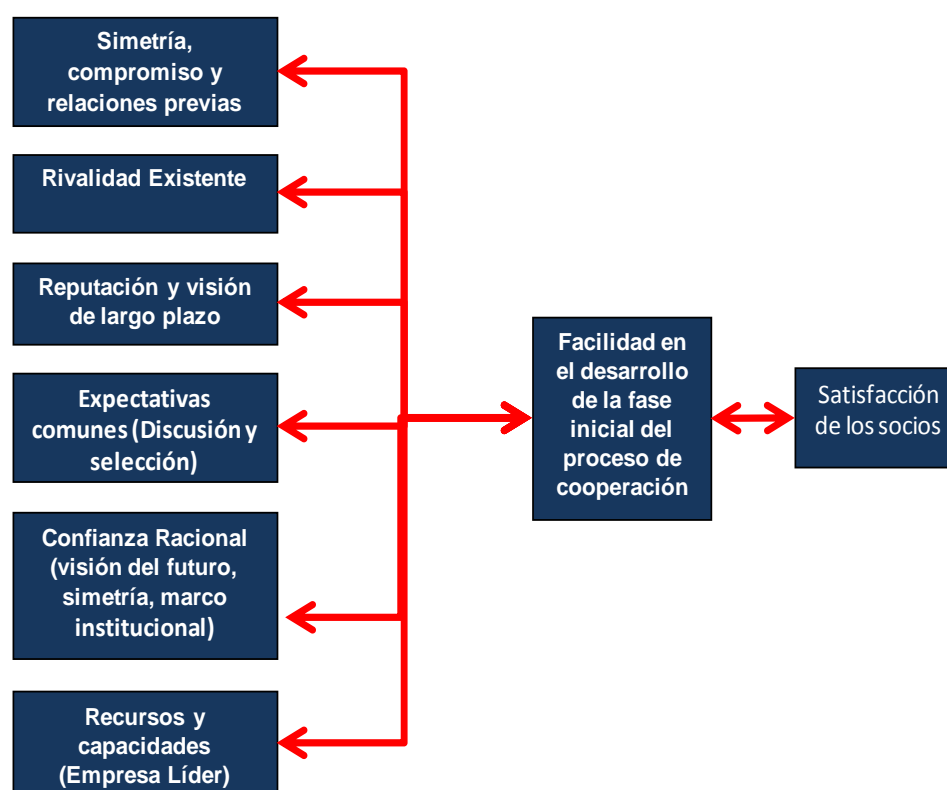 Simetría,
compromiso y
relaciones previas
Rivalidad Existente
Reputación y visión
de largo plazo
Expectativas
comunes (Discusión y
selección)
Confianza Racional
(visión del futuro,
simetría, marco
institucional)
Recursos y
capacidades
(Empresa Líder)
Facilidad en
el desarrollo
de la fase
inicial del
proceso de
cooperación
Satisfacción
de los socios